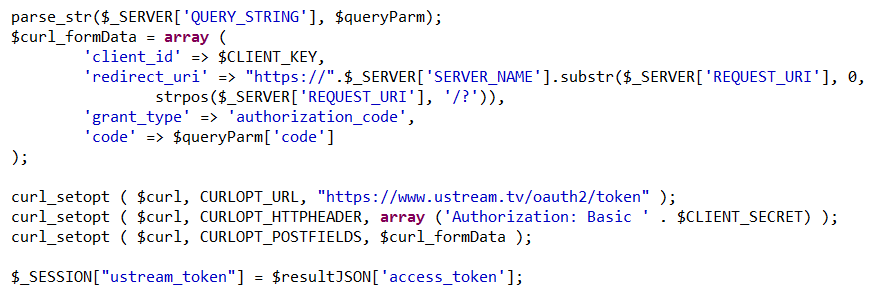 parse_str($_SERVER['QUERY_STRING'], $queryParm);
$curl_formData = array (
        'client_id' => $CLIENT_KEY,
        'redirect_uri' => "https://".$_SERVER['SERVER_NAME'].substr($_SERVER['REQUEST_URI'], 0,
                strpos($_SERVER['REQUEST_URI'], '/?')),
        'grant_type' => 'authorization_code',
        'code' => $queryParm['code']
);

curl_setopt ( $curl, CURLOPT_URL, "https://www.ustream.tv/oauth2/token" );
curl_setopt ( $curl, CURLOPT_HTTPHEADER, array ('Authorization: Basic ' . $CLIENT_SECRET) );
curl_setopt ( $curl, CURLOPT_POSTFIELDS, $curl_formData );

$_SESSION["ustream_token"] = $resultJSON['access_token'];